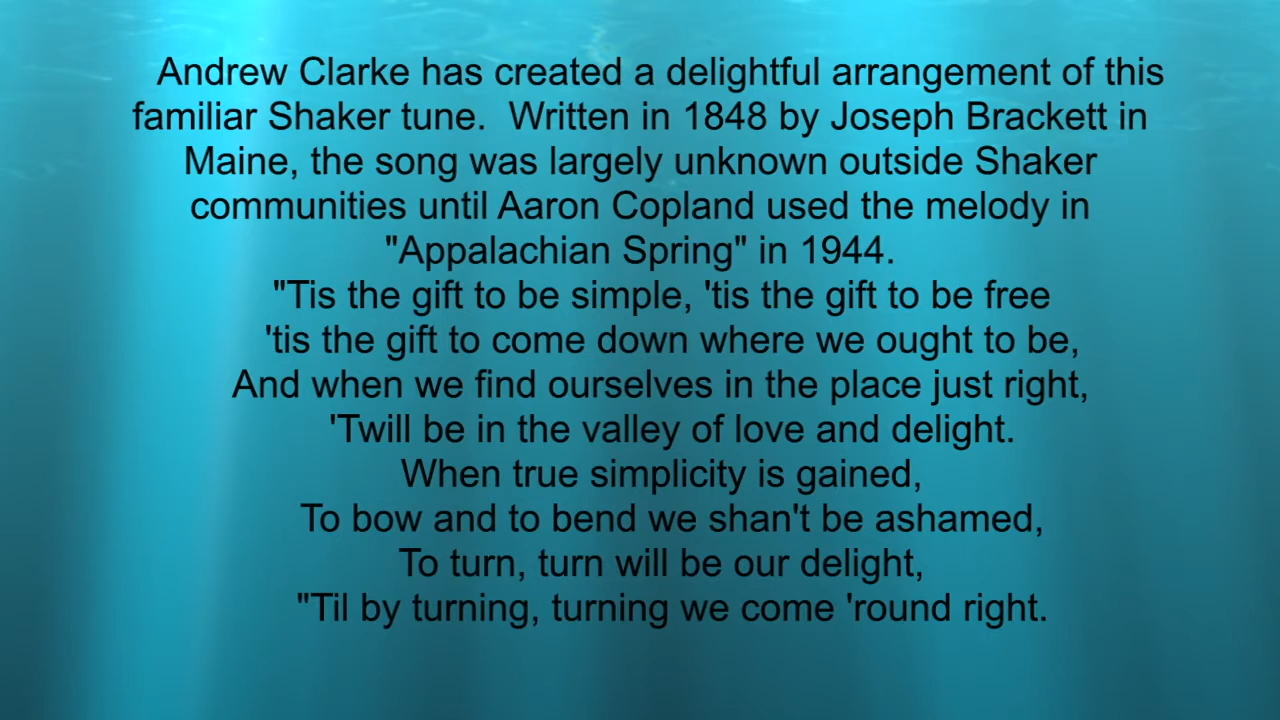 Andrew Clarke has created a delightful arrangement of this
familiar Shaker tune.  Written in 1848 by Joseph Brackett in
Maine, the song was largely unknown outside Shaker
communities until Aaron Copland used the melody in
"Appalachian Spring" in 1944.
"Tis the gift to be simple, 'tis the gift to be free
'tis the gift to come down where we ought to be,
And when we find ourselves in the place just right,
'Twill be in the valley of love and delight.
When true simplicity is gained,
To bow and to bend we shan't be ashamed,
To turn, turn will be our delight,
"Til by turning, turning we come 'round right.